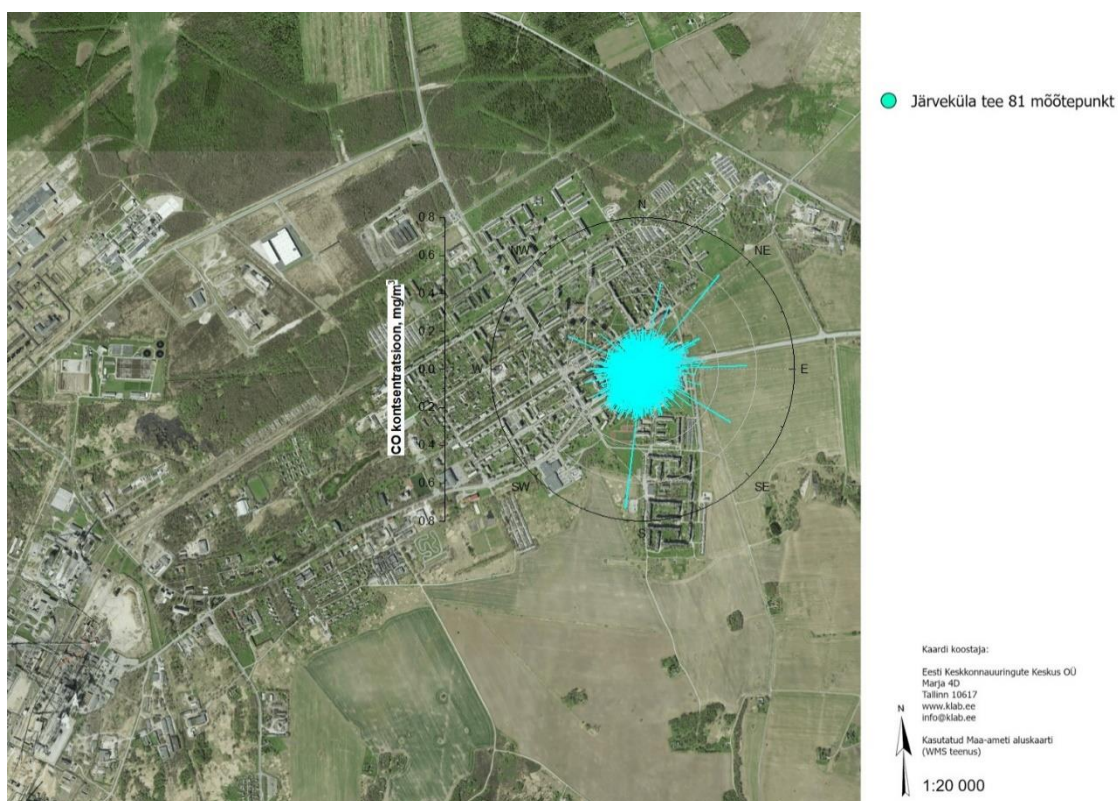 Järveküla tee 81 mõõtepunkt
N
NW
NE
W
E
SW
SE
S
0.8
0.6
0.4
0.2
0.0
0.2
0.4
0.6
0.8
CO kontsentratsioon, mg/m³
Kaardi koostaja:
Eesti Keskkonnauuringute Keskus OÜ
Marja 4D
Tallinn 10617
www.klab.ee
info@klab.ee
Kasutatud Maa-ameti aluskaarti
(WMS teenus)
N
1:20 000